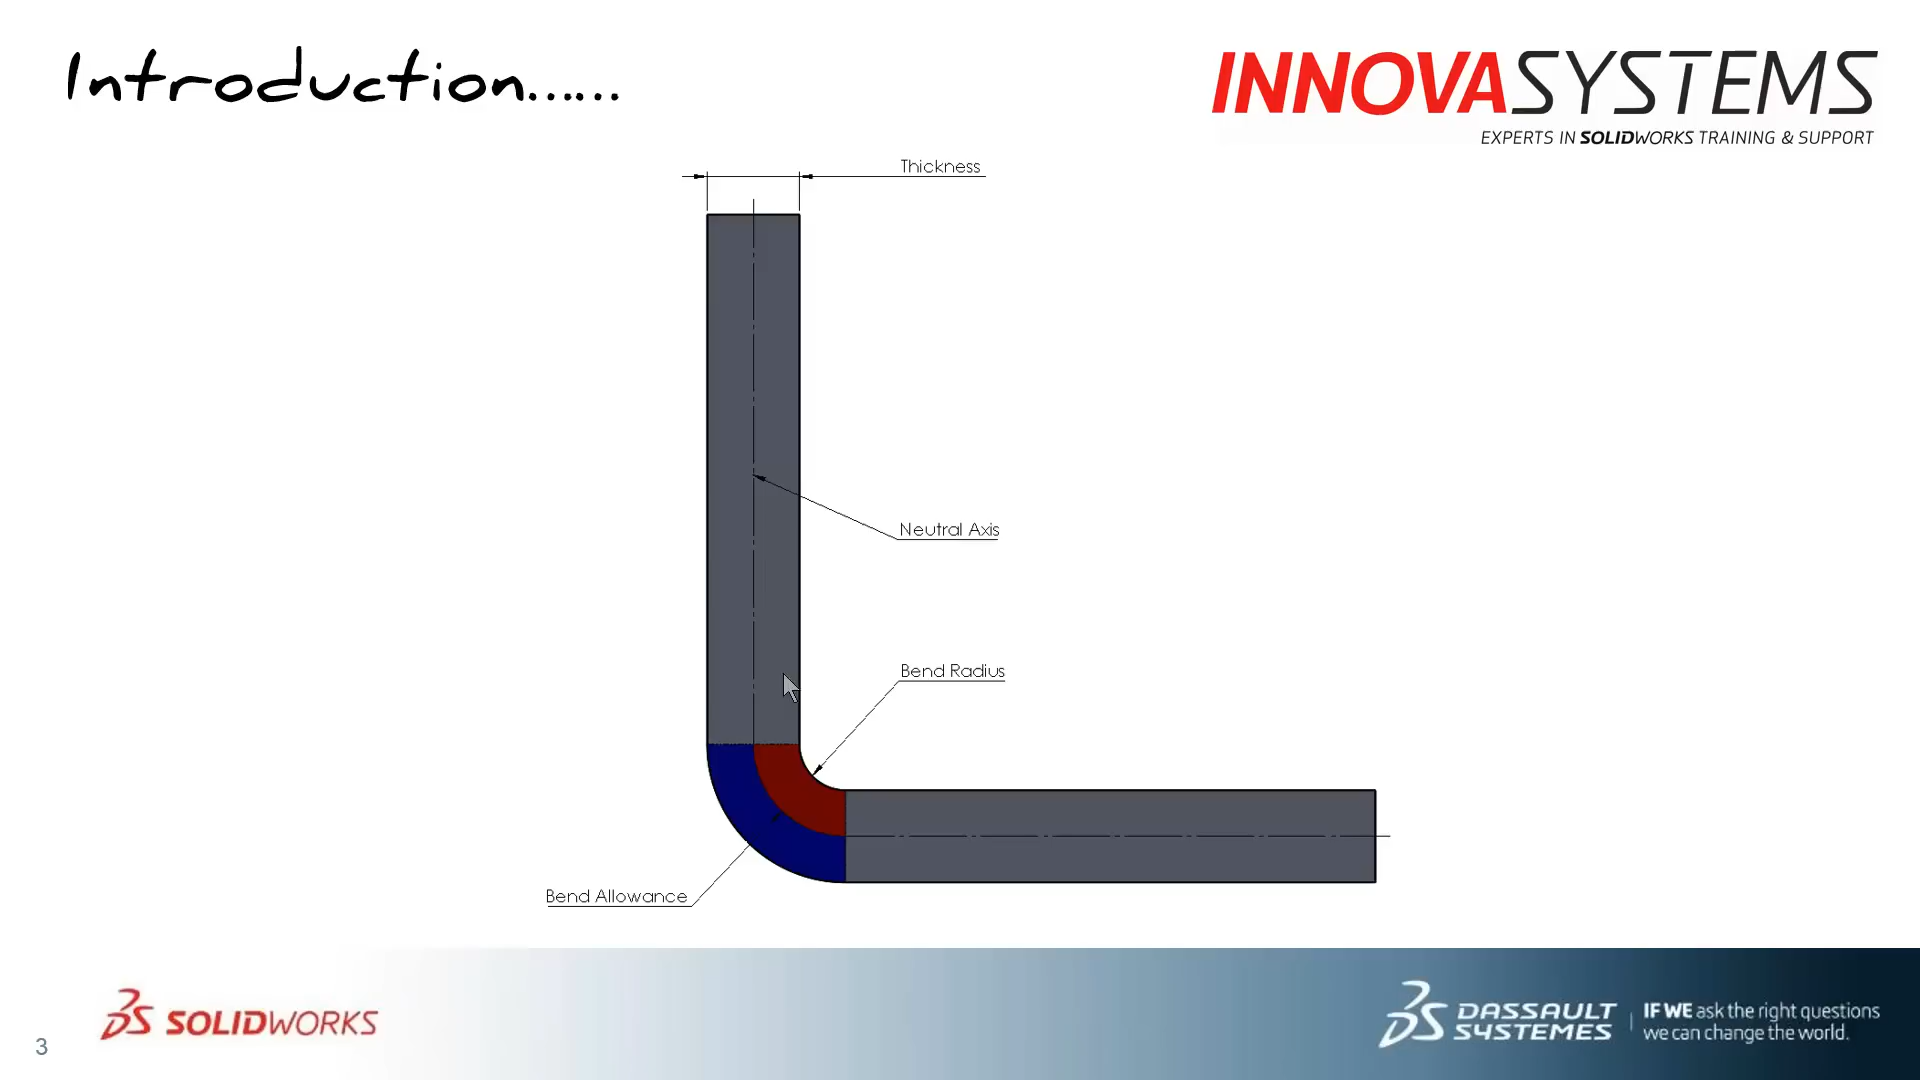 Introduction......
INNOVASYSTEMS
EXPERTS IN SOLIDWORKS TRAINING & SUPPORT
Thickness
Neutral Axis
Bend Radius
Bend Allowance
3
SOLIDWORKS
DASSAULT
SYSTEMES
IF WE ask the right questions
we can change the world.